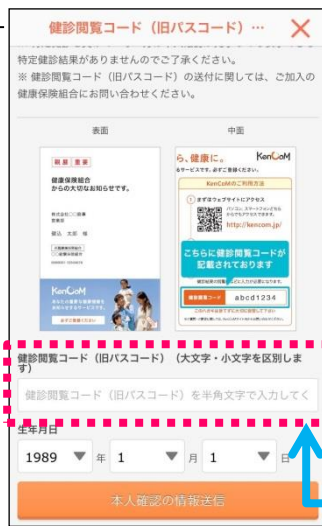 健診閲覧コード（旧パスコード）…
特定健診結果がありませんのでご了承ください。
※ 健診閲覧コード（旧パスコード）の送付に関しては、ご加入の
健康保険組合にお問い合わせください。
表面
中面
親展 重要
健康保険組合
からの大切なお知らせです。
KenCoM
ら、健康に。 KenCoM
KenCoMのご利用方法
まずはウェブサイトにアクセス
http://kencom.jp/
こちらに健診閲覧コードが
記載されております
健診閲覧コード abcd1234
健診閲覧コード（旧パスコード）（大文字・小文字を区別しま
す）
健診閲覧コード（旧パスコード）を半角文字で入力してく
生年月日
1989 年 1 月 1 日
本人確認の情報送信